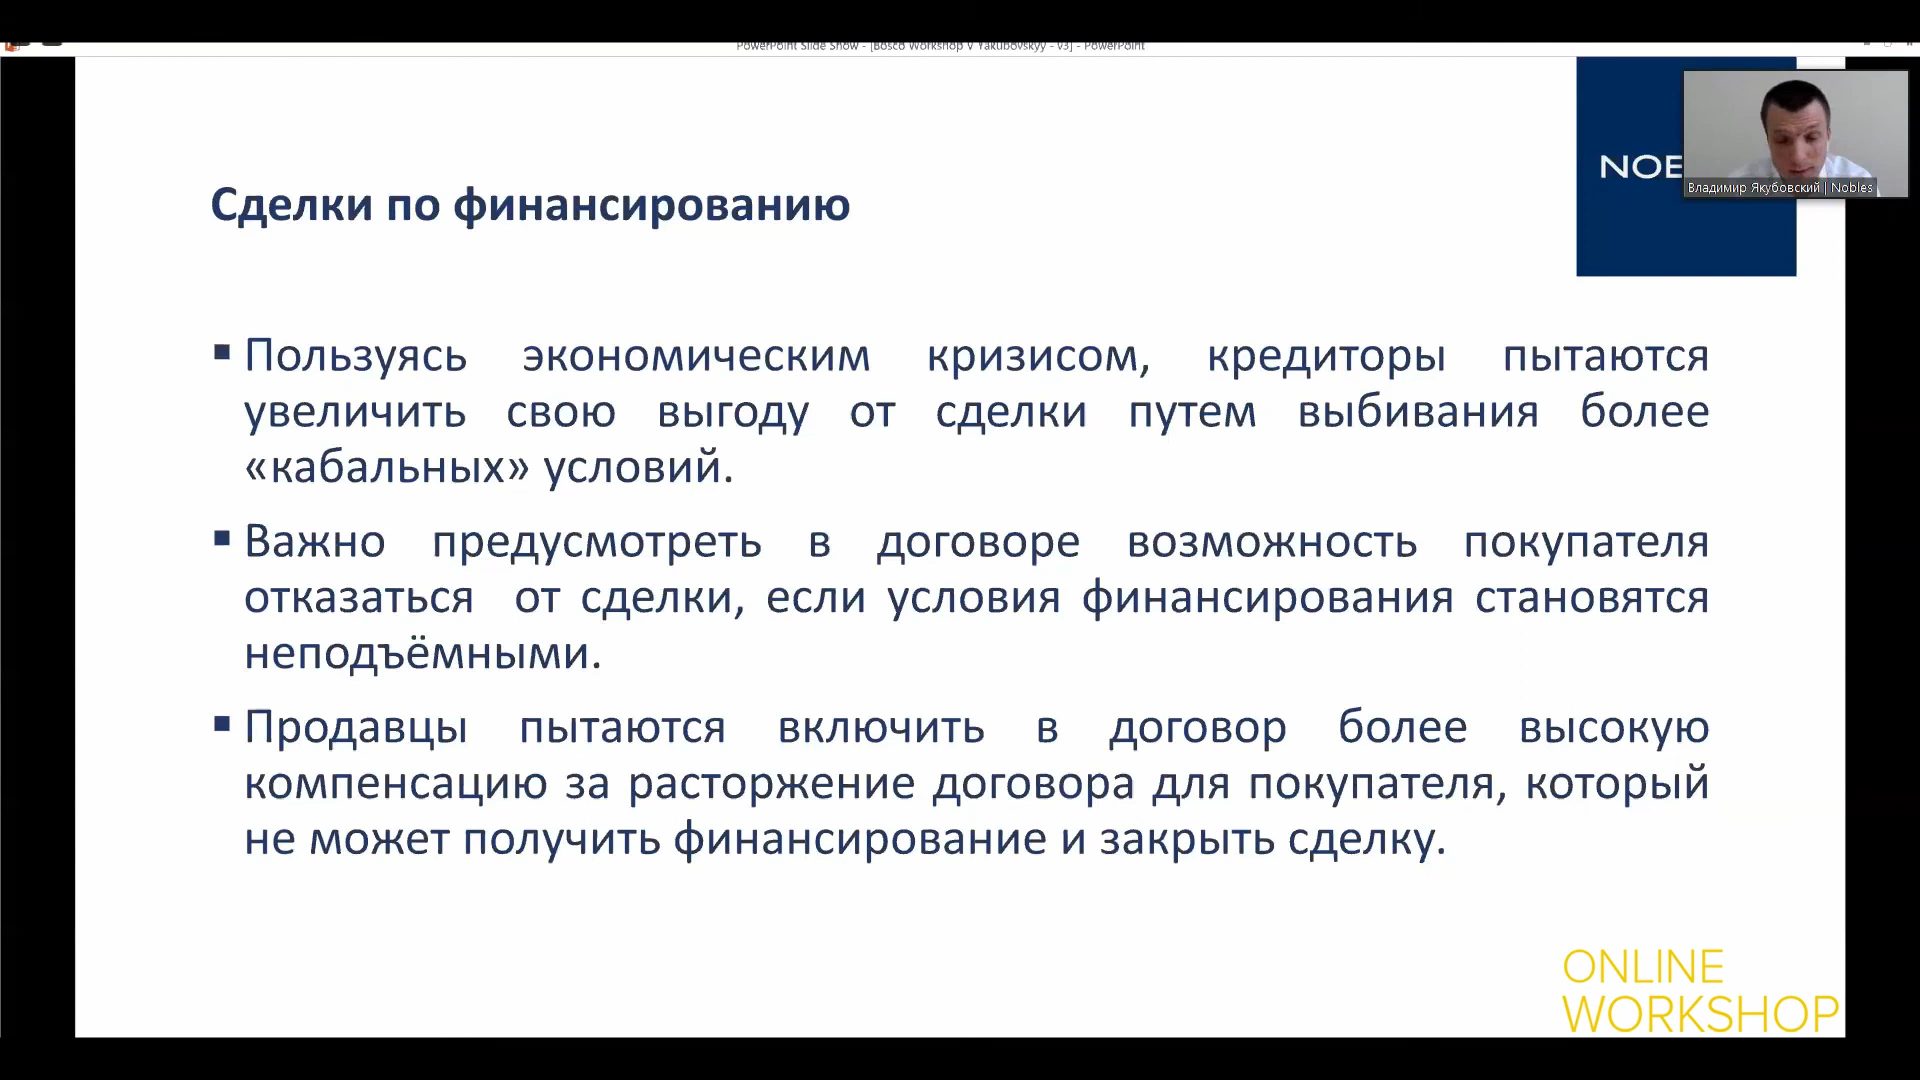 PowerPoint Slide Show - [Bosco Workshop V Yakubovskyy - v3] - PowerPoint
NOB
Владимир Якубовский | Nobles
Сделки по финансированию
▪ Пользуясь экономическим кризисом, кредиторы пытаются
увеличить свою выгоду от сделки путем выбивания более
«кабальных» условий.
▪ Важно предусмотреть в договоре возможность покупателя
отказаться от сделки, если условия финансирования становятся
неподъёмными.
▪ Продавцы пытаются включить в договор более высокую
компенсацию за расторжение договора для покупателя, который
не может получить финансирование и закрыть сделку.
ONLINE
WORKSHOP